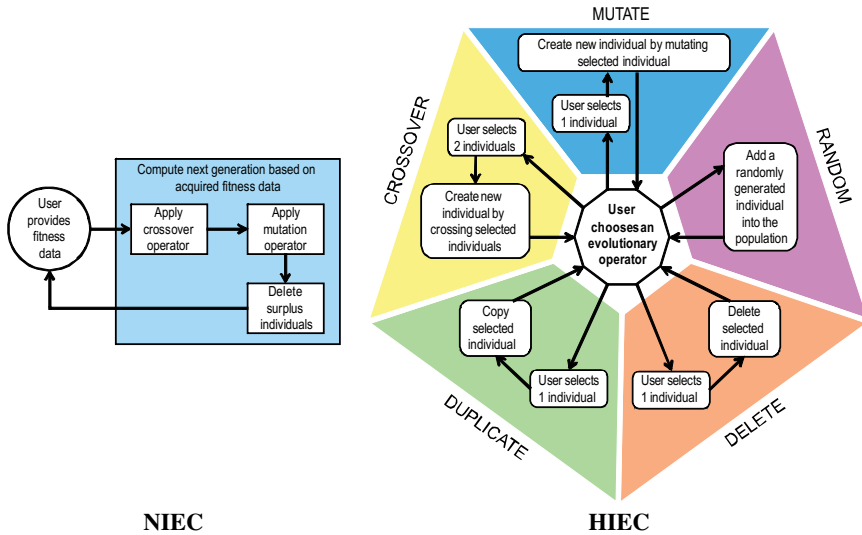 User
provides
fitness
data
Compute next generation based on
acquired fitness data
Apply
crossover
operator
Apply
mutation
operator
Delete
surplus
individuals
NIEC
MUTATE
Create new individual by mutating
selected individual
User selects
1 individual
CROSSOVER
User selects
2 individuals
Create new
individual by
crossing selected
individuals
RANDOM
Add a
randomly
generated
individual
into the
population
User
chooses an
evolutionary
operator
DUPLICATE
Copy
selected
individual
User selects
1 individual
DELETE
Delete
selected
individual
User selects
1 individual
HIEC